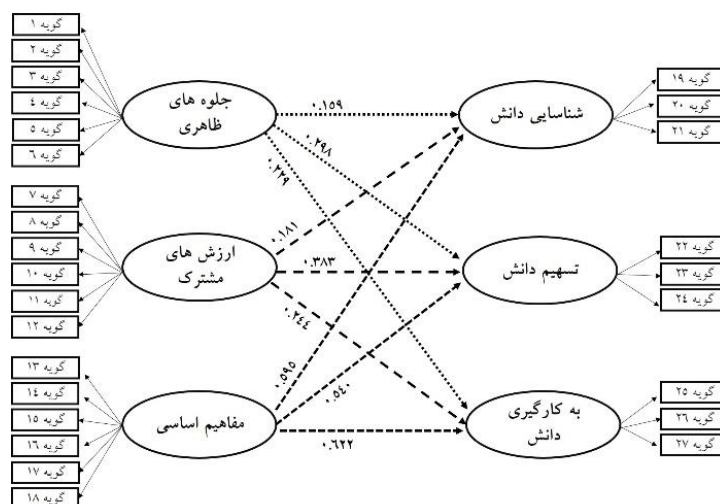 گویه ۱
گویه ۲
گویه ۳
گویه ٤
گویه ٥
گویه ٦
جلوه های
ظاهری
گویه ۷
گویه ۸
گویه ۹
گویه ۱۰
گویه ۱۱
گویه ۱۲
ارزش های
مشترک
گویه ۱۳
گویه ۱٤
گویه ۱٥
گویه ۱٦
گویه ۱۷
گویه ۱۸
مفاهیم اساسی
۰.۱٥۹
۰.۲۹۸
۰.۲۲۹
۰.۱۸۱
۰.۳۸۳
۰.۲٤٤
۰.٥۹٥
۰.٥٤۰
۰.٦۲۲
شناسایی دانش
گویه ۱۹
گویه ۲۰
گویه ۲۱
تسهیم دانش
گویه ۲۲
گویه ۲۳
گویه ۲٤
به کارگیری
دانش
گویه ۲٥
گویه ۲٦
گویه ۲۷